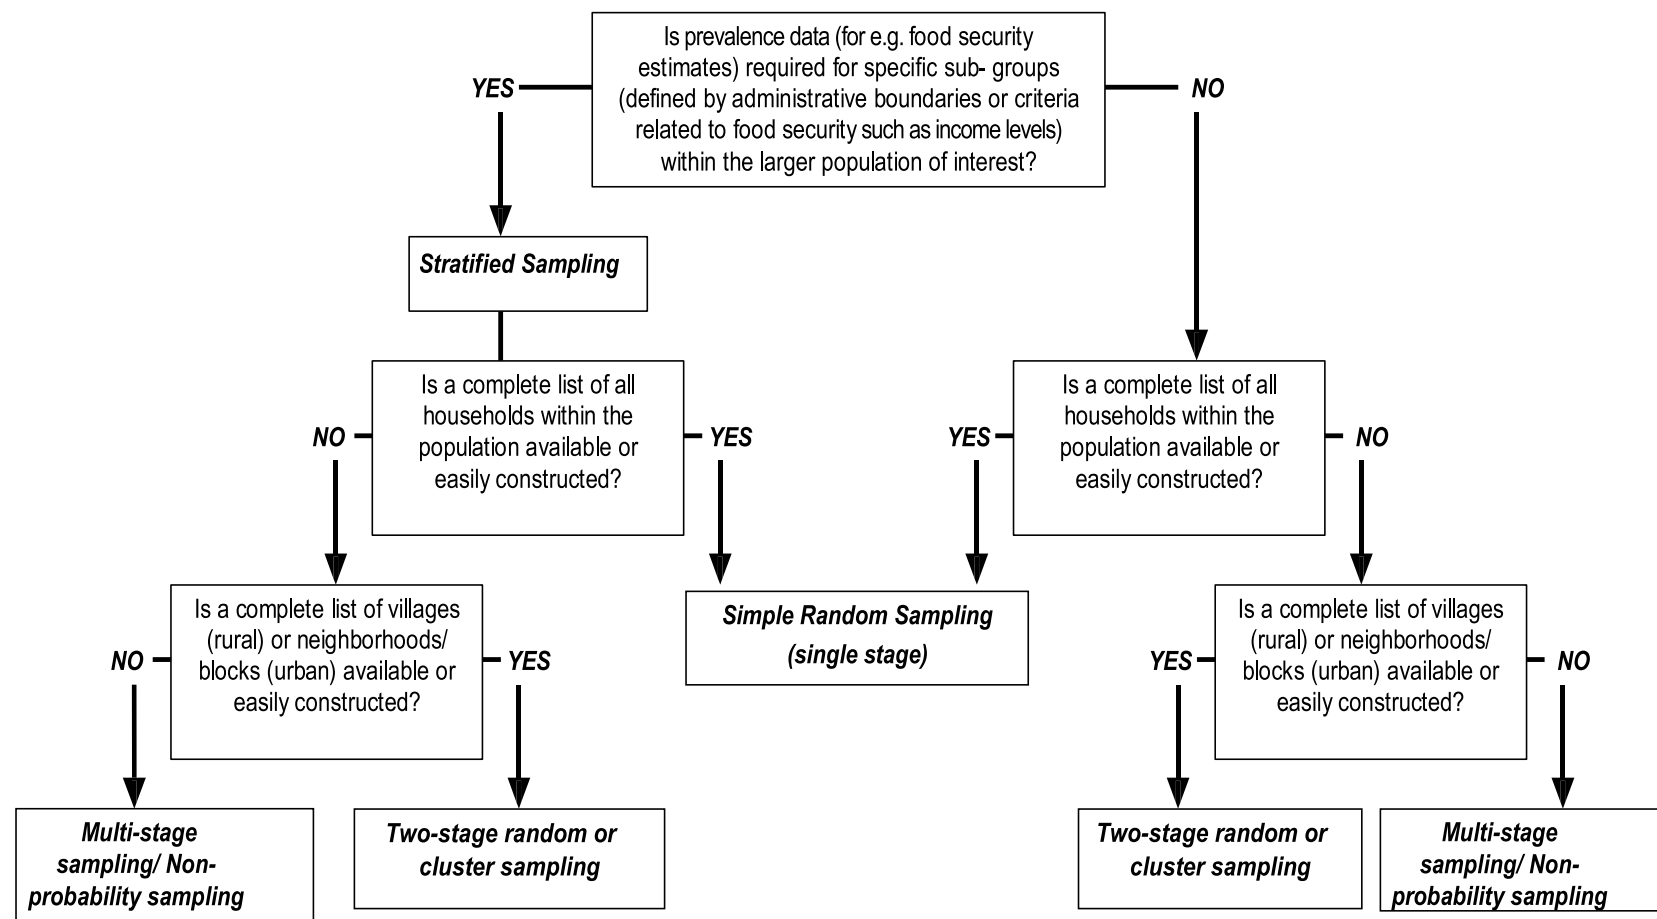 Is prevalence data (for e.g. food security
estimates) required for specific sub- groups
(defined by administrative boundaries or criteria
related to food security such as income levels)
within the larger population of interest?
YES
NO
Stratified Sampling
Is a complete list of all
households within the
population available or
easily constructed?
NO
YES
Is a complete list of all
households within the
population available or
easily constructed?
YES
NO
Is a complete list of villages
(rural) or neighborhoods/
blocks (urban) available or
easily constructed?
NO
YES
Simple Random Sampling
(single stage)
Is a complete list of villages
(rural) or neighborhoods/
blocks (urban) available or
easily constructed?
YES
NO
Multi-stage
sampling/ Non-
probability sampling
Two-stage random or
cluster sampling
Two-stage random or
cluster sampling
Multi-stage
sampling/ Non-
probability sampling